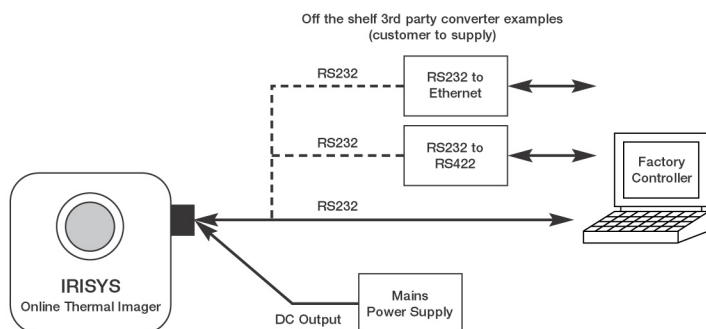 Off the shelf 3rd party converter examples
(customer to supply)
RS232
RS232 to
Ethernet
RS232
RS232 to
RS422
Factory
Controller
RS232
IRISYS
Online Thermal Imager
DC Output
Mains
Power Supply